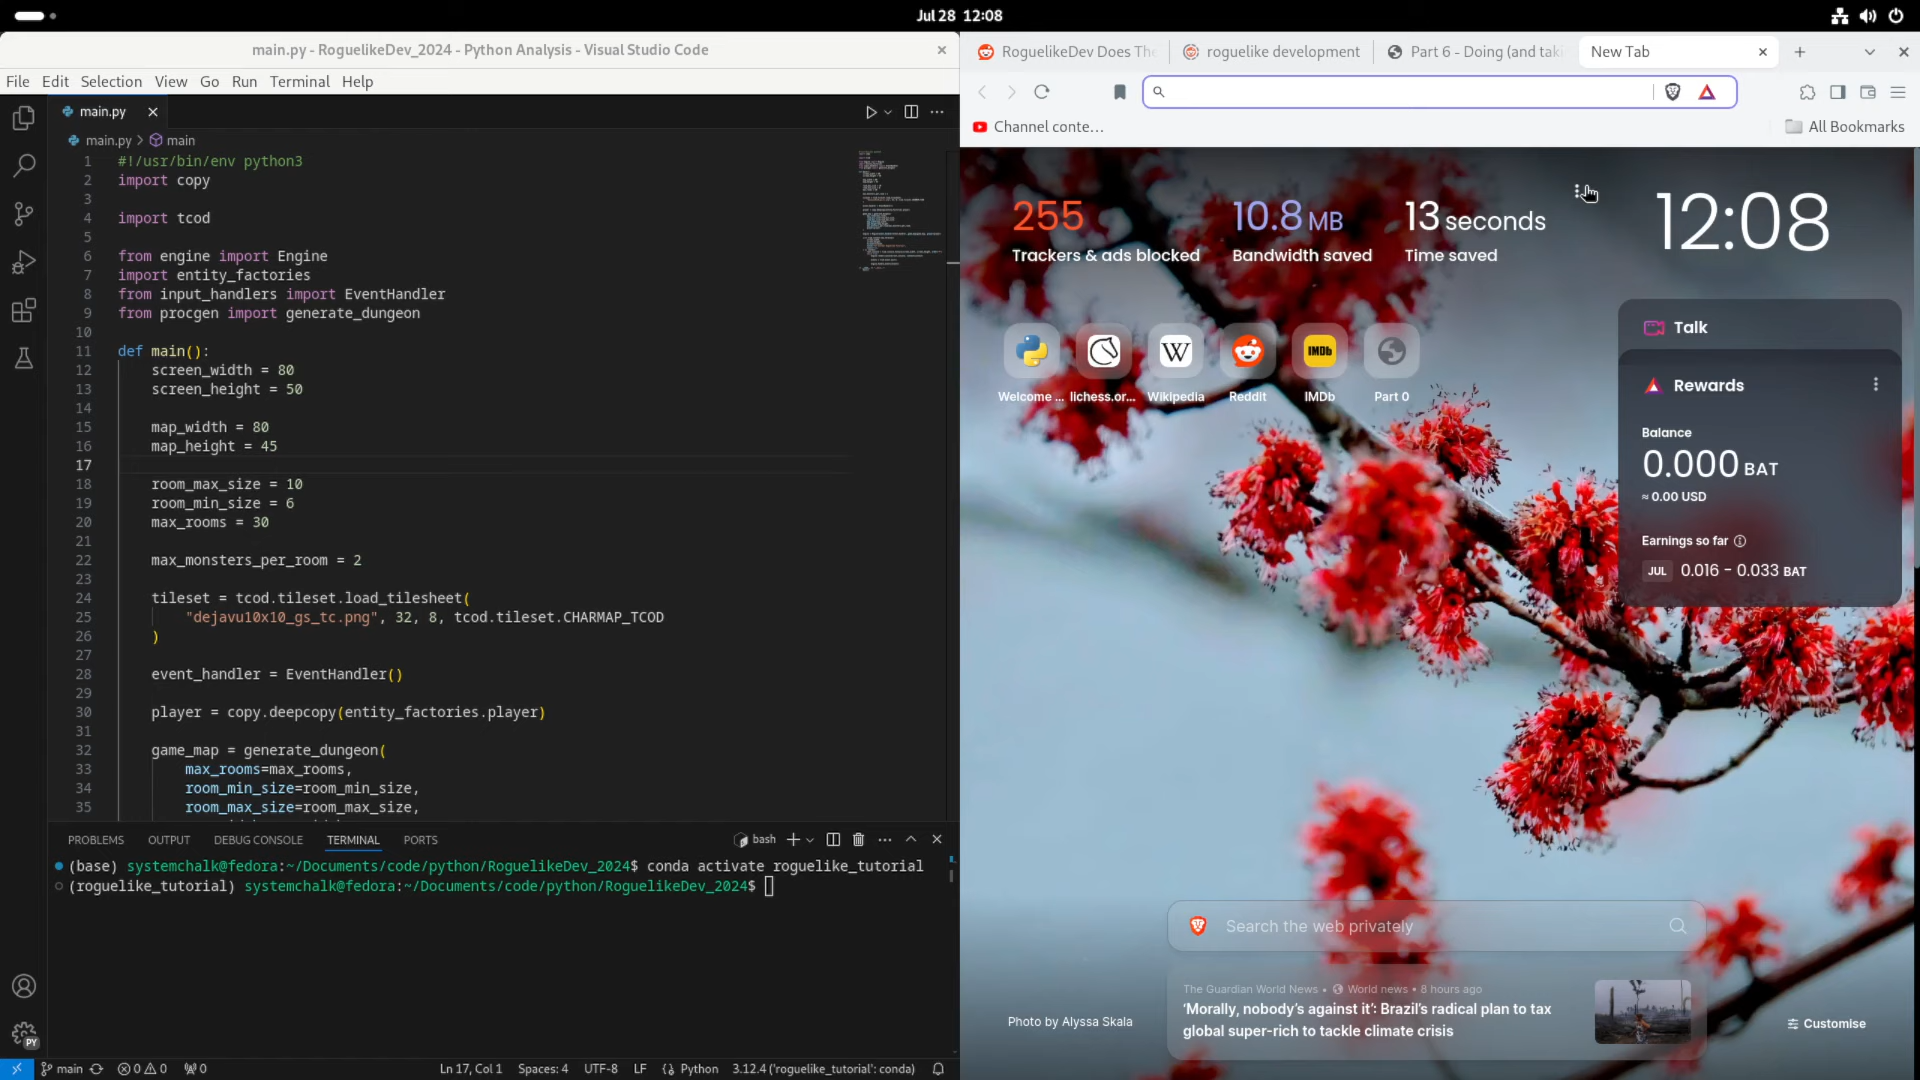 Jul 28 12:08
main.py - RoguelikeDev_2024 - Python Analysis - Visual Studio Code
File Edit Selection View Go Run Terminal Help
main.py
main.py > main
1 #!/usr/bin/env python3
2 import copy
3
4 import tcod
5
6 from engine import Engine
7 import entity_factories
8 from input_handlers import EventHandler
9 from procgen import generate_dungeon
10
11 def main():
12 screen_width = 80
13 screen_height = 50
14
15 map_width = 80
16 map_height = 45
17
18 room_max_size = 10
19 room_min_size = 6
20 max_rooms = 30
21
22 max_monsters_per_room = 2
23
24 tileset = tcod.tileset.load_tilesheet(
25 "dejavu10x10_gs_tc.png", 32, 8, tcod.tileset.CHARMAP_TCOD
26 )
27
28 event_handler = EventHandler()
29
30 player = copy.deepcopy(entity_factories.player)
31
32 game_map = generate_dungeon(
33 max_rooms=max_rooms,
34 room_min_size=room_min_size,
35 room_max_size=room_max_size,
PROBLEMS OUTPUT DEBUG CONSOLE TERMINAL PORTS
bash
(base) systemchalk@fedora:~/Documents/code/python/RoguelikeDev_2024$ conda activate roguelike_tutorial
(roguelike_tutorial) systemchalk@fedora:~/Documents/code/python/RoguelikeDev_2024$
PY
main 0 0 0 Ln 17, Col 1 Spaces: 4 UTF-8 LF Python 3.12.4 ('roguelike_tutorial': conda)
RoguelikeDev Does The
roguelike development
Part 6 - Doing (and taki
New Tab
Channel conte…
All Bookmarks
255
Trackers & ads blocked
10.8 MB
Bandwidth saved
13 seconds
Time saved
12:08
Welcome ...
lichess.or...
W
Wikipedia
Reddit
IMDb
IMDb
Part 0
Talk
Rewards
Balance
0.000 BAT
≈ 0.00 USD
Earnings so far
JUL 0.016 - 0.033 BAT
Search the web privately
The Guardian World News • World news • 8 hours ago
‘Morally, nobody’s against it’: Brazil’s radical plan to tax
global super-rich to tackle climate crisis
Photo by Alyssa Skala
Customise